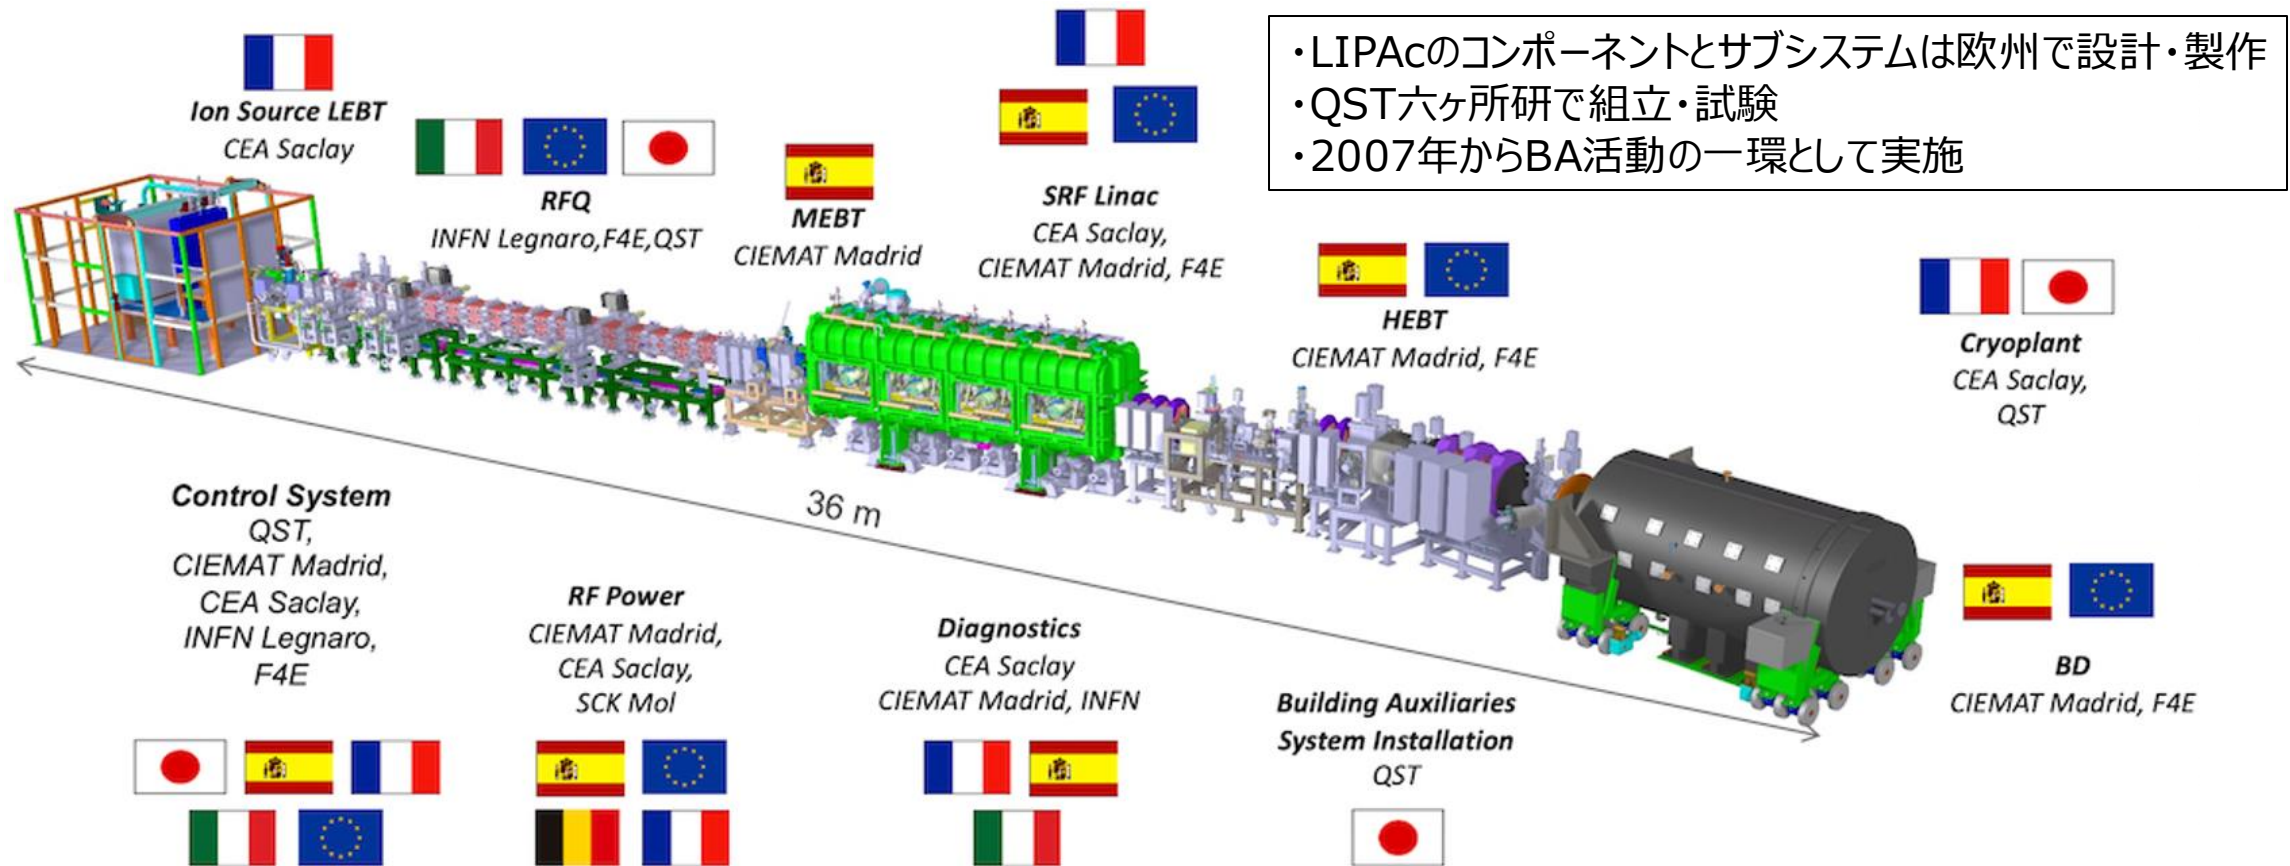 ・LIPAcのコンポーネントとサブシステムは欧州で設計・製作
・QST六ヶ所研で組立・試験
・2007年からBA活動の一環として実施
Ion Source LEBT
CEA Saclay
RFQ
INFN Legnaro,F4E,QST
MEBT
CIEMAT Madrid
SRF Linac
CEA Saclay,
CIEMAT Madrid, F4E
HEBT
CIEMAT Madrid, F4E
Cryoplant
CEA Saclay,
QST
36 m
Control System
QST,
CIEMAT Madrid,
CEA Saclay,
INFN Legnaro,
F4E
RF Power
CIEMAT Madrid,
CEA Saclay,
SCK Mol
Diagnostics
CEA Saclay
CIEMAT Madrid, INFN
Building Auxiliaries
System Installation
QST
BD
CIEMAT Madrid, F4E